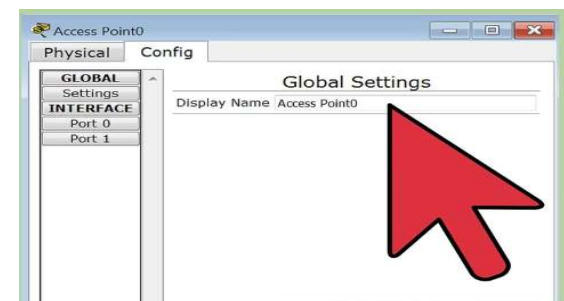 Access Point0
Physical Config
GLOBAL
Settings
INTERFACE
Port 0
Port 1
Global Settings
Display Name Access Point0